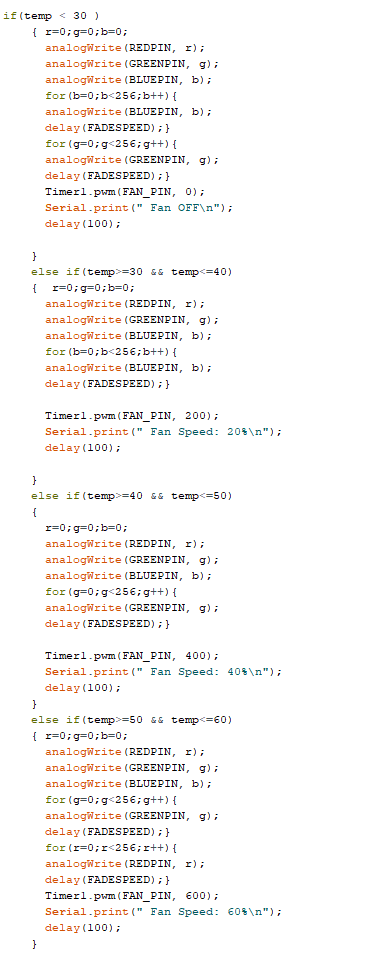 if(temp < 30 )
{ r=0;g=0;b=0;
analogWrite(REDPIN, r);
analogWrite(GREENPIN, g);
analogWrite(BLUEPIN, b);
for(b=0;b<256;b++){
analogWrite(BLUEPIN, b);
delay(FADESPEED);}
for(g=0;g<256;g++){
analogWrite(GREENPIN, g);
delay(FADESPEED);}
Timer1.pwm(FAN_PIN, 0);
Serial.print(" Fan OFF\n");
delay(100);
}
else if(temp>=30 && temp<=40)
{  r=0;g=0;b=0;
analogWrite(REDPIN, r);
analogWrite(GREENPIN, g);
analogWrite(BLUEPIN, b);
for(b=0;b<256;b++){
analogWrite(BLUEPIN, b);
delay(FADESPEED);}
Timer1.pwm(FAN_PIN, 200);
Serial.print(" Fan Speed: 20%\n");
delay(100);
}
else if(temp>=40 && temp<=50)
{
r=0;g=0;b=0;
analogWrite(REDPIN, r);
analogWrite(GREENPIN, g);
analogWrite(BLUEPIN, b);
for(g=0;g<256;g++){
analogWrite(GREENPIN, g);
delay(FADESPEED);}
Timer1.pwm(FAN_PIN, 400);
Serial.print(" Fan Speed: 40%\n");
delay(100);
}
else if(temp>=50 && temp<=60)
{ r=0;g=0;b=0;
analogWrite(REDPIN, r);
analogWrite(GREENPIN, g);
analogWrite(BLUEPIN, b);
for(g=0;g<256;g++){
analogWrite(GREENPIN, g);
delay(FADESPEED);}
for(r=0;r<256;r++){
analogWrite(REDPIN, r);
delay(FADESPEED);}
Timer1.pwm(FAN_PIN, 600);
Serial.print(" Fan Speed: 60%\n");
delay(100);
}